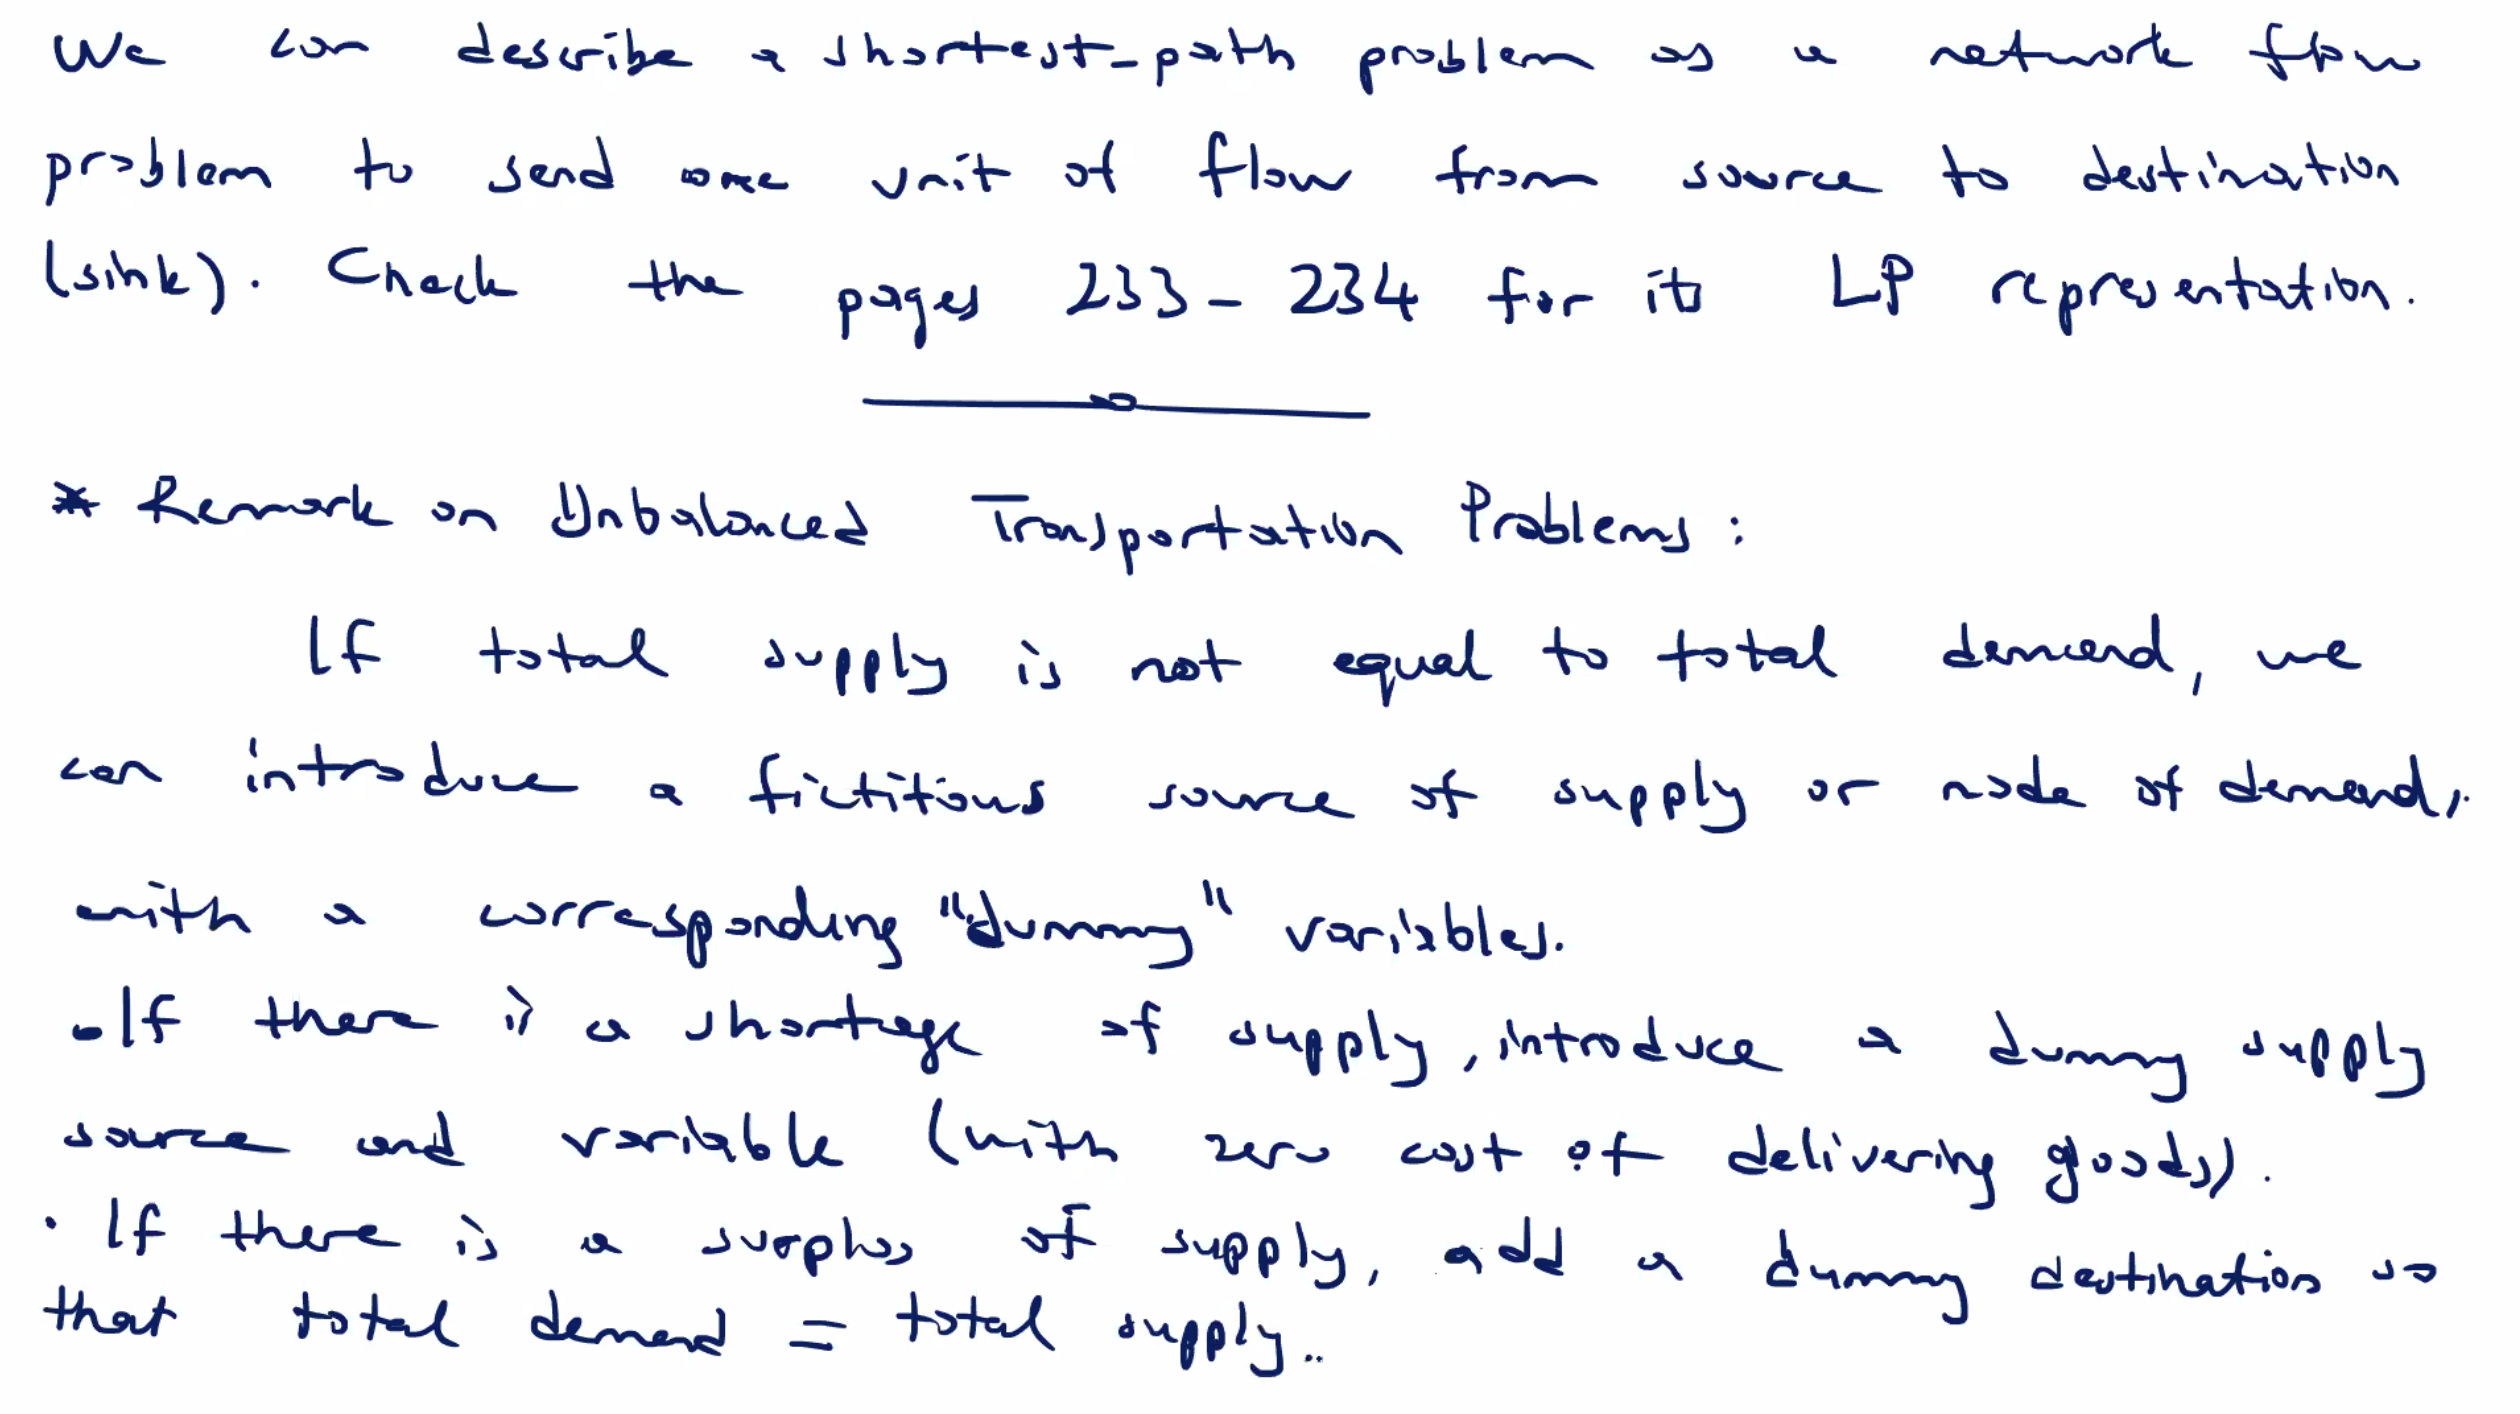 We can describe a shortest-path problem as a network flow
problem to send one unit of flow from source to destination
(sink). Check the pages 233-234 for its LP representation.
* Remark on Unbalanced Transportation Problems:
If total supply is not equal to total demand, we
can introduce a fictitious source of supply or node of demand,
with a corresponding "dummy" variables.
• If there is a shortage of supply, introduce a dummy supply
source and variable (with zero cost of delivering goods).
• If there is a surplus of supply, add a dummy destination so
that total demand = total supply..